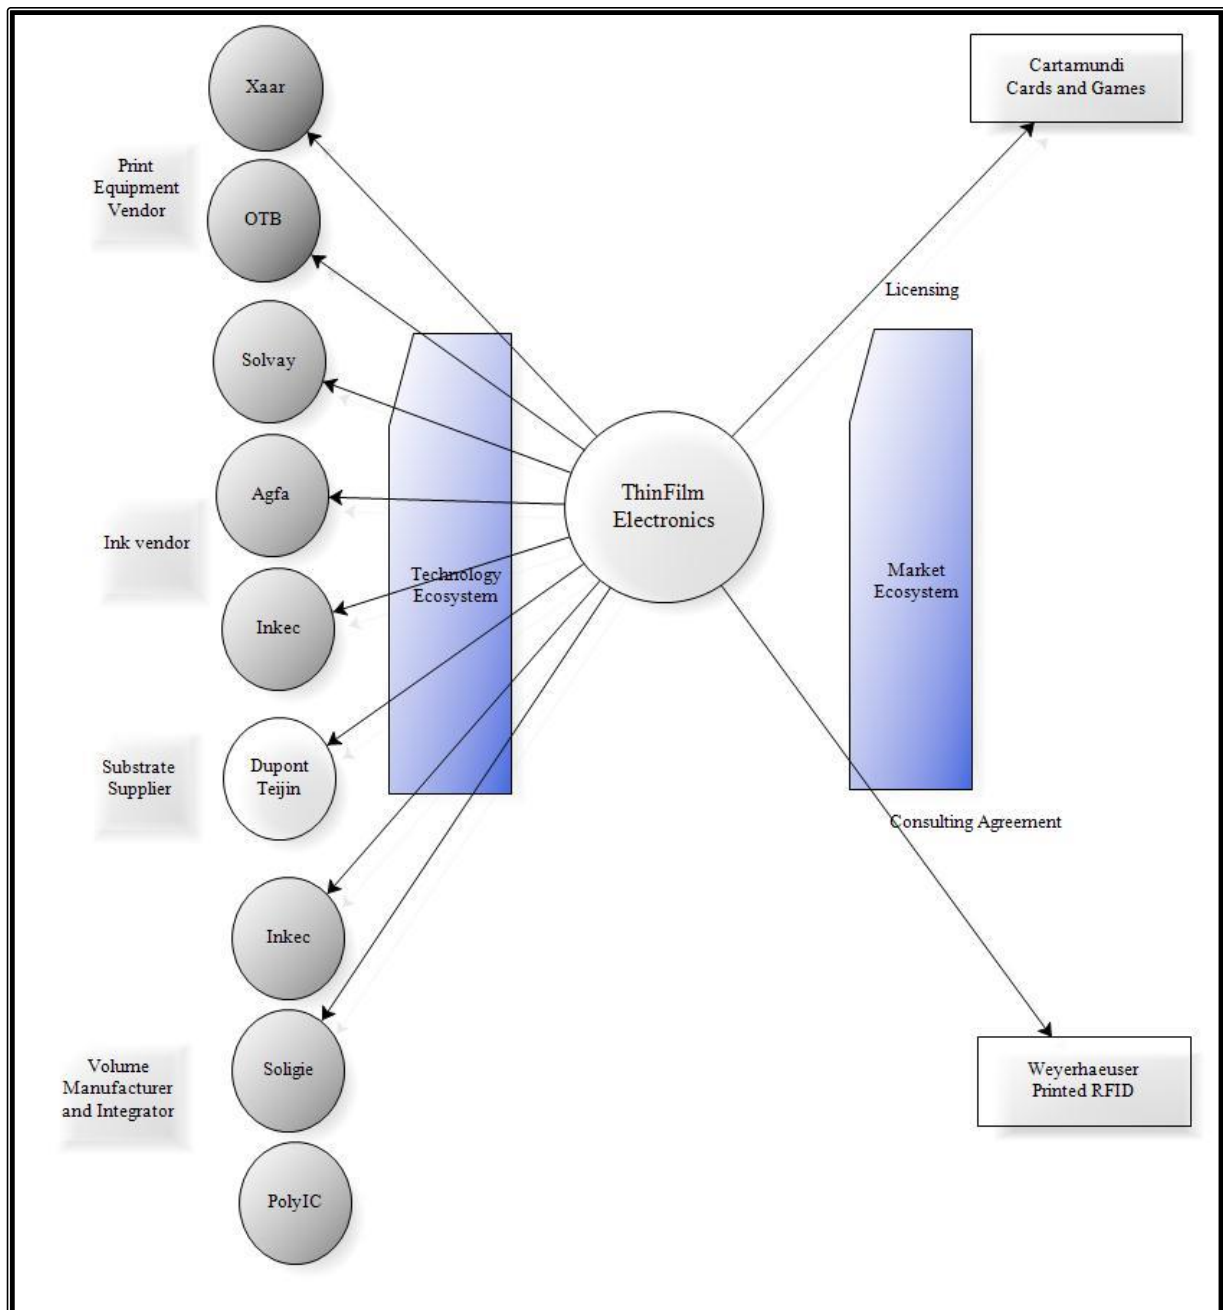 Xaar
Print
Equipment
Vendor
OTB
Solvay
Agfa
Ink vendor
Inkec
Substrate
Supplier
Dupont
Teijin
Inkec
Volume
Manufacturer
and Integrator
Soligie
PolyIC
Technology
Ecosystem
ThinFilm
Electronics
Cartamundi
Cards and Games
Licensing
Market
Ecosystem
Consulting Agreement
Weyerhaeuser
Printed RFID